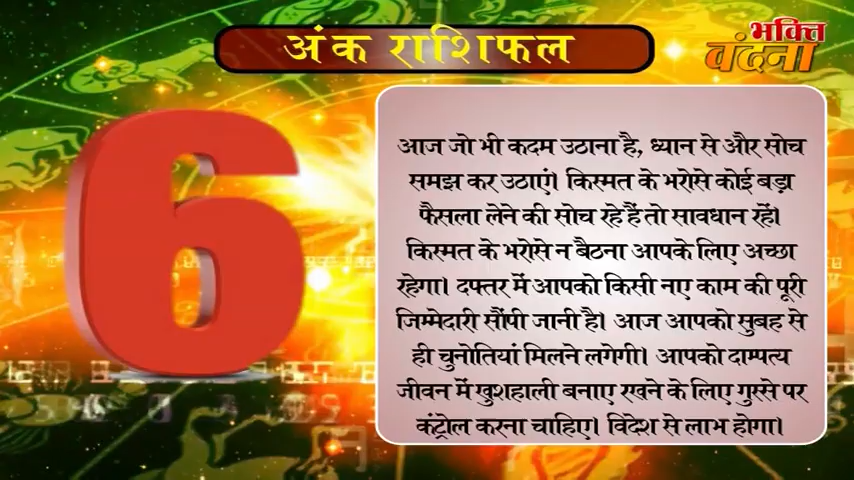 अंक राशिफल
भक्ति
वंदना
6
आज जो भी कदम उठाना है, ध्यान से और सोच
समझ कर उठाएं। किस्मत के भरोसे कोई बड़ा
फैसला लेने की सोच रहे हैं तो सावधान रहें।
किस्मत के भरोसे न बैठना आपके लिए अच्छा
रहेगा। दफ्तर में आपको किसी नए काम की पूरी
जिम्मेदारी सौंपी जानी है। आज आपको सुबह से
ही चुनोतियां मिलने लगेगी। आपको दाम्पत्य
जीवन में खुशहाली बनाए रखने के लिए गुस्से पर
कंट्रोल करना चाहिए। विदेश से लाभ होगा।